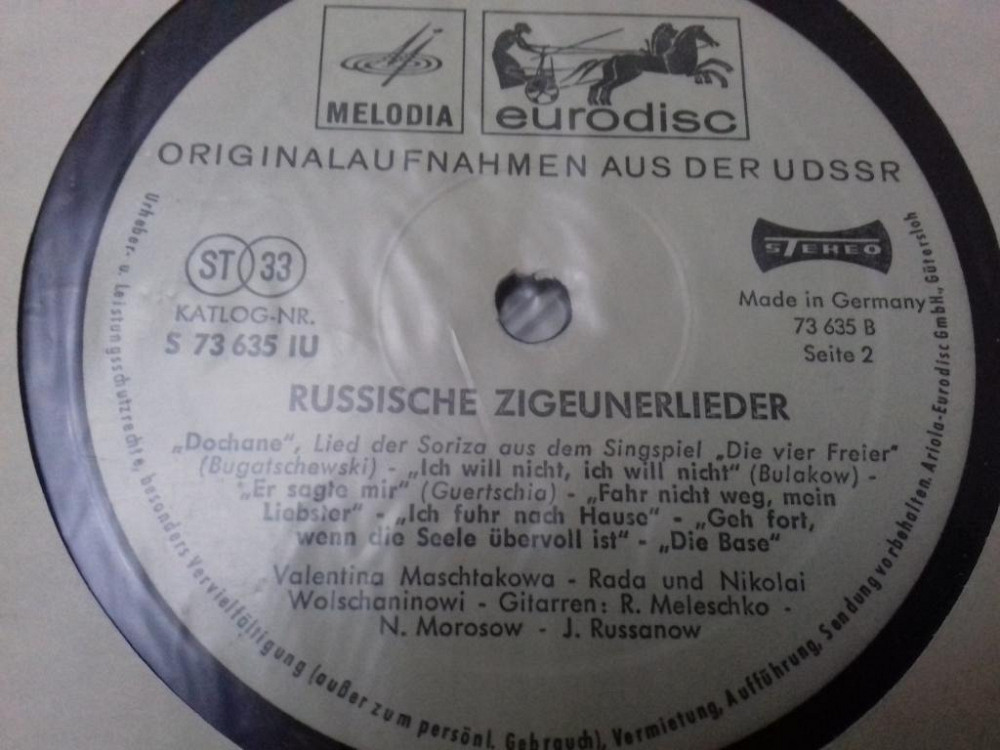 MELODIA
eurodisc
ORIGINALAUFNAHMEN AUS DER UDSSR
ST 33
KATLOG-NR.
S 73 635 IU
STEREO
Made in Germany
73 635 B
Seite 2
RUSSISCHE ZIGEUNERLIEDER
„Dochane“, Lied der Soriza aus dem Singspiel „Die vier Freier“
(Bugatschewski) - „Ich will nicht, ich will nicht“ (Bulakow) -
„Er sagte mir“ (Guertschia) - „Fahr nicht weg, mein
Liebster“ - „Ich fuhr nach Hause“ - „Geh fort,
wenn die Seele übervoll ist“ - „Die Base“
Valentina Maschtakowa - Rada und Nikolai
Wolschaninowi - Gitarren: R. Meleschko -
N. Morosow - J. Russanow
Urheber- u. Leistungsschutzrechte, besonders Vervielfältigung (außer zum persönl. Gebrauch), Vermietung, Aufführung, Sendung vorbehalten. Ariola-Eurodisc GmbH., Gütersloh